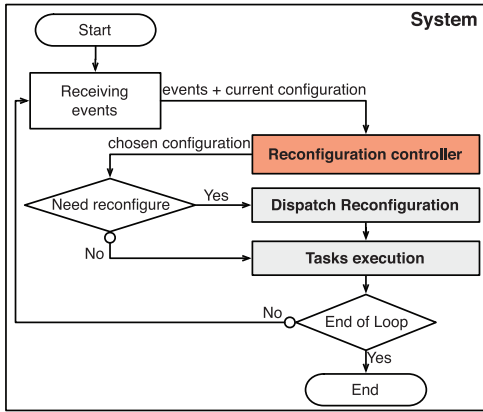 System
Start
Receiving
events
events + current configuration
chosen configuration
Reconfiguration controller
Need reconfigure
Yes
Dispatch Reconfiguration
No
Tasks execution
No
End of Loop
Yes
End